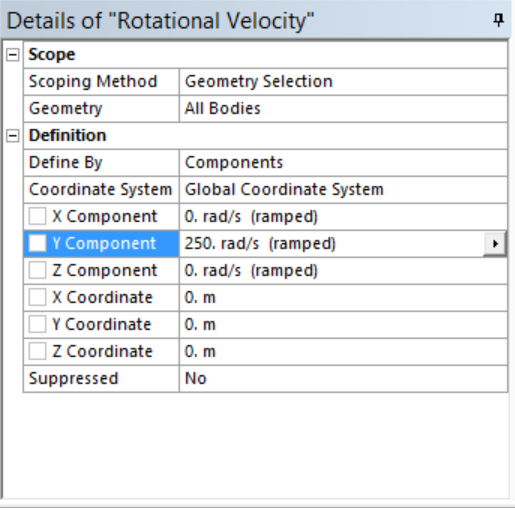 Details of "Rotational Velocity"
Scope
Scoping Method Geometry Selection
Geometry All Bodies
Definition
Define By Components
Coordinate System Global Coordinate System
X Component 0. rad/s (ramped)
Y Component 250. rad/s (ramped)
Z Component 0. rad/s (ramped)
X Coordinate 0. m
Y Coordinate 0. m
Z Coordinate 0. m
Suppressed No